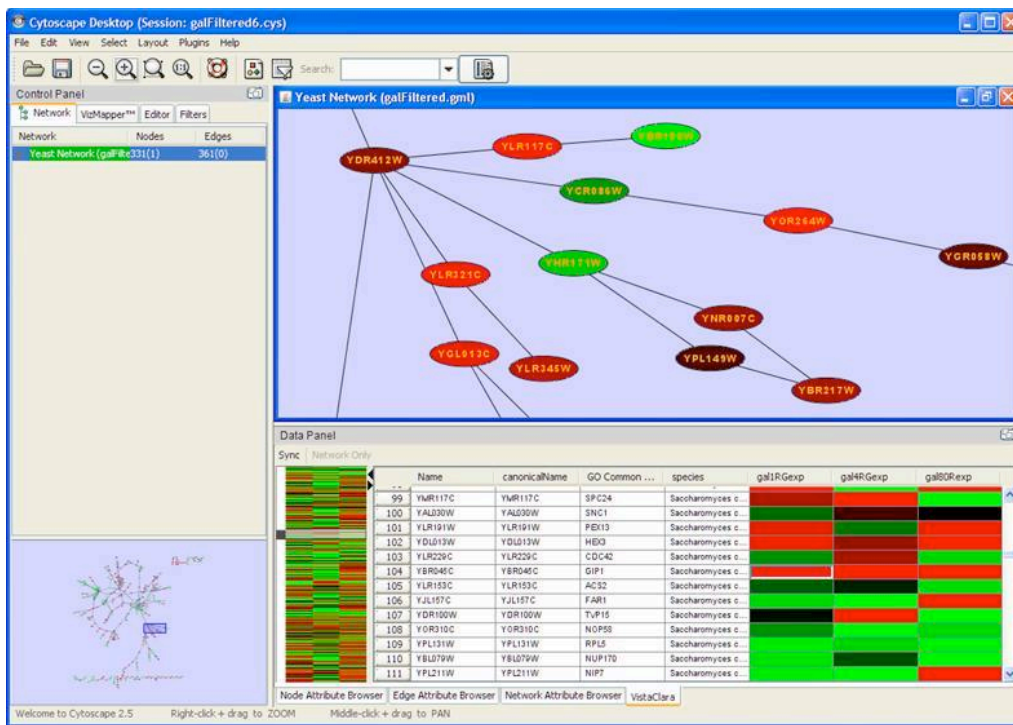 Cytoscape Desktop (Session: galFiltered6.cys)
File Edit View Select Layout Plugins Help
Search:
Control Panel
Network VizMapper™ Editor Filters
Network Nodes Edges
Yeast Network (galFilte 331(1) 361(0)
Yeast Network (galFiltered.gml)
YLR117C
YDR412W
YCR086W
YOR264W
YGR058W
YHR171W
YLR321C
YNR007C
YGL013C
YPL149W
YLR345W
YBR217W
Data Panel
Sync Network Only
Name canonicalName GO Common ... species gal1RGexp gal4RGexp gal80Rexp
99 YMR117C YMR117C SPC24 Saccharomyces c...
100 YAL030W YAL030W SNC1 Saccharomyces c...
101 YLR191W YLR191W PEX13 Saccharomyces c...
102 YDL013W YDL013W HEX3 Saccharomyces c...
103 YLR229C YLR229C CDC42 Saccharomyces c...
104 YBR045C YBR045C GIP1 Saccharomyces c...
105 YLR153C YLR153C ACS2 Saccharomyces c...
106 YJL157C YJL157C FAR1 Saccharomyces c...
107 YDR100W YDR100W TVP15 Saccharomyces c...
108 YOR310C YOR310C NOP58 Saccharomyces c...
109 YPL131W YPL131W RPL5 Saccharomyces c...
110 YBL079W YBL079W NUP170 Saccharomyces c...
111 YPL211W YPL211W NIP7 Saccharomyces c...
Node Attribute Browser Edge Attribute Browser Network Attribute Browser VistaClara
Welcome to Cytoscape 2.5 Right-click + drag to ZOOM Middle-click + drag to PAN